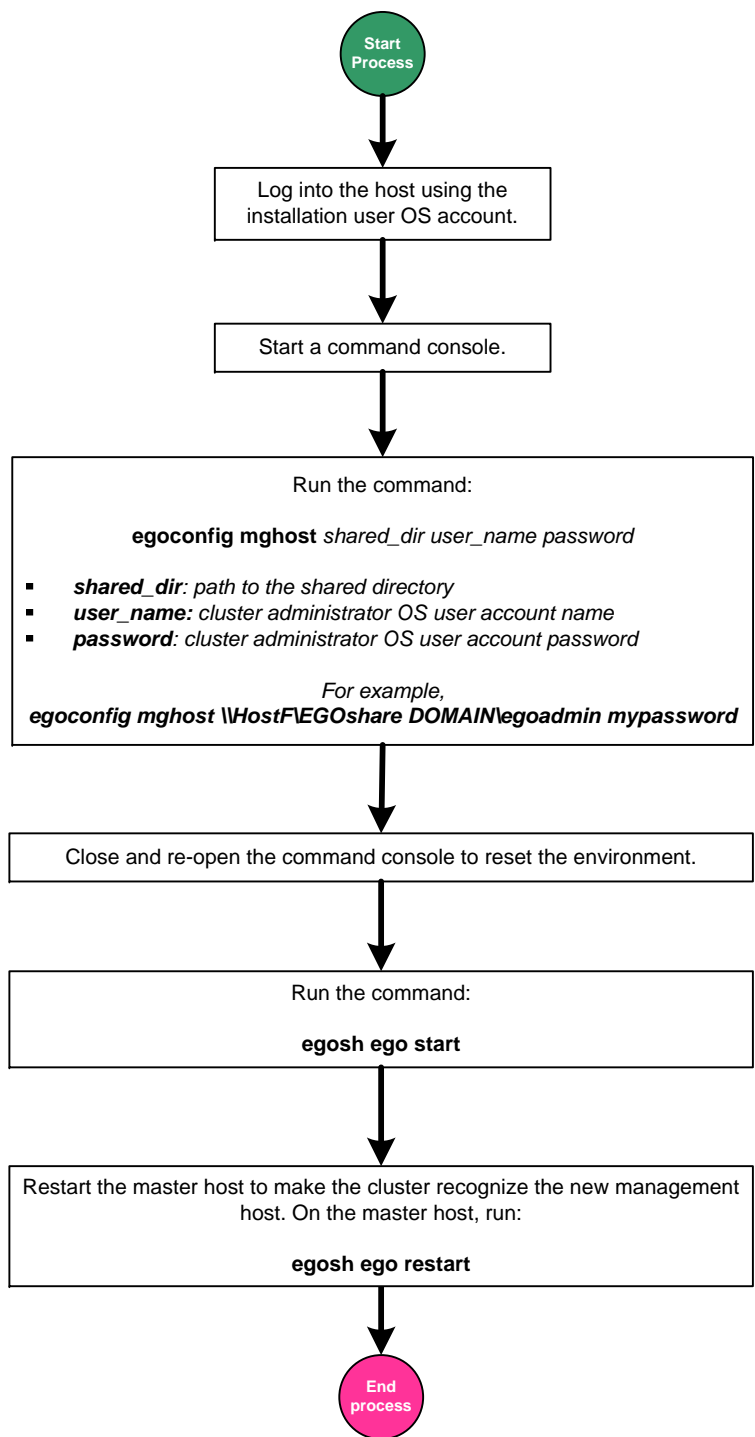 Start
Process
Log into the host using the
installation user OS account.
Start a command console.
Run the command:
egoconfig mghost shared_dir user_name password
▪ shared_dir: path to the shared directory
▪ user_name: cluster administrator OS user account name
▪ password: cluster administrator OS user account password
For example,
egoconfig mghost \\HostF\EGOshare DOMAIN\egoadmin mypassword
Close and re-open the command console to reset the environment.
Run the command:
egosh ego start
Restart the master host to make the cluster recognize the new management
host. On the master host, run:
egosh ego restart
End
process